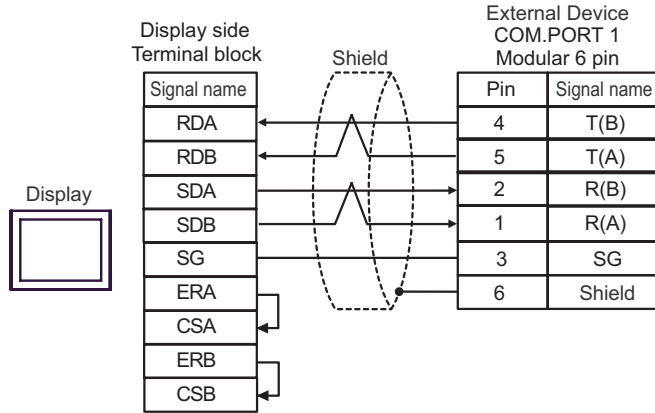 Display side
Terminal block
Shield
External Device
COM.PORT 1
Modular 6 pin
Signal name
Pin
Signal name
RDA
4
T(B)
RDB
5
T(A)
Display
SDA
2
R(B)
SDB
1
R(A)
SG
3
SG
ERA
6
Shield
CSA
ERB
CSB